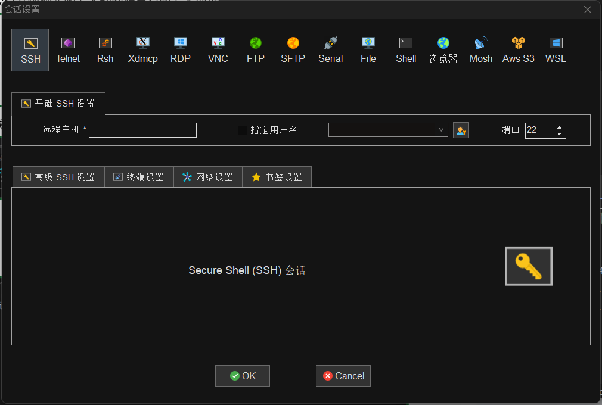 会话设置
SSH Telnet Rsh Xdmcp RDP VNC FTP SFTP Serial File Shell 浏览器 Mosh Aws S3 WSL
基础 SSH 设置
远程主机 * 指定用户名 端口 22
高级 SSH 设置 终端设置 网络设置 书签设置
Secure Shell (SSH) 会话
OK Cancel